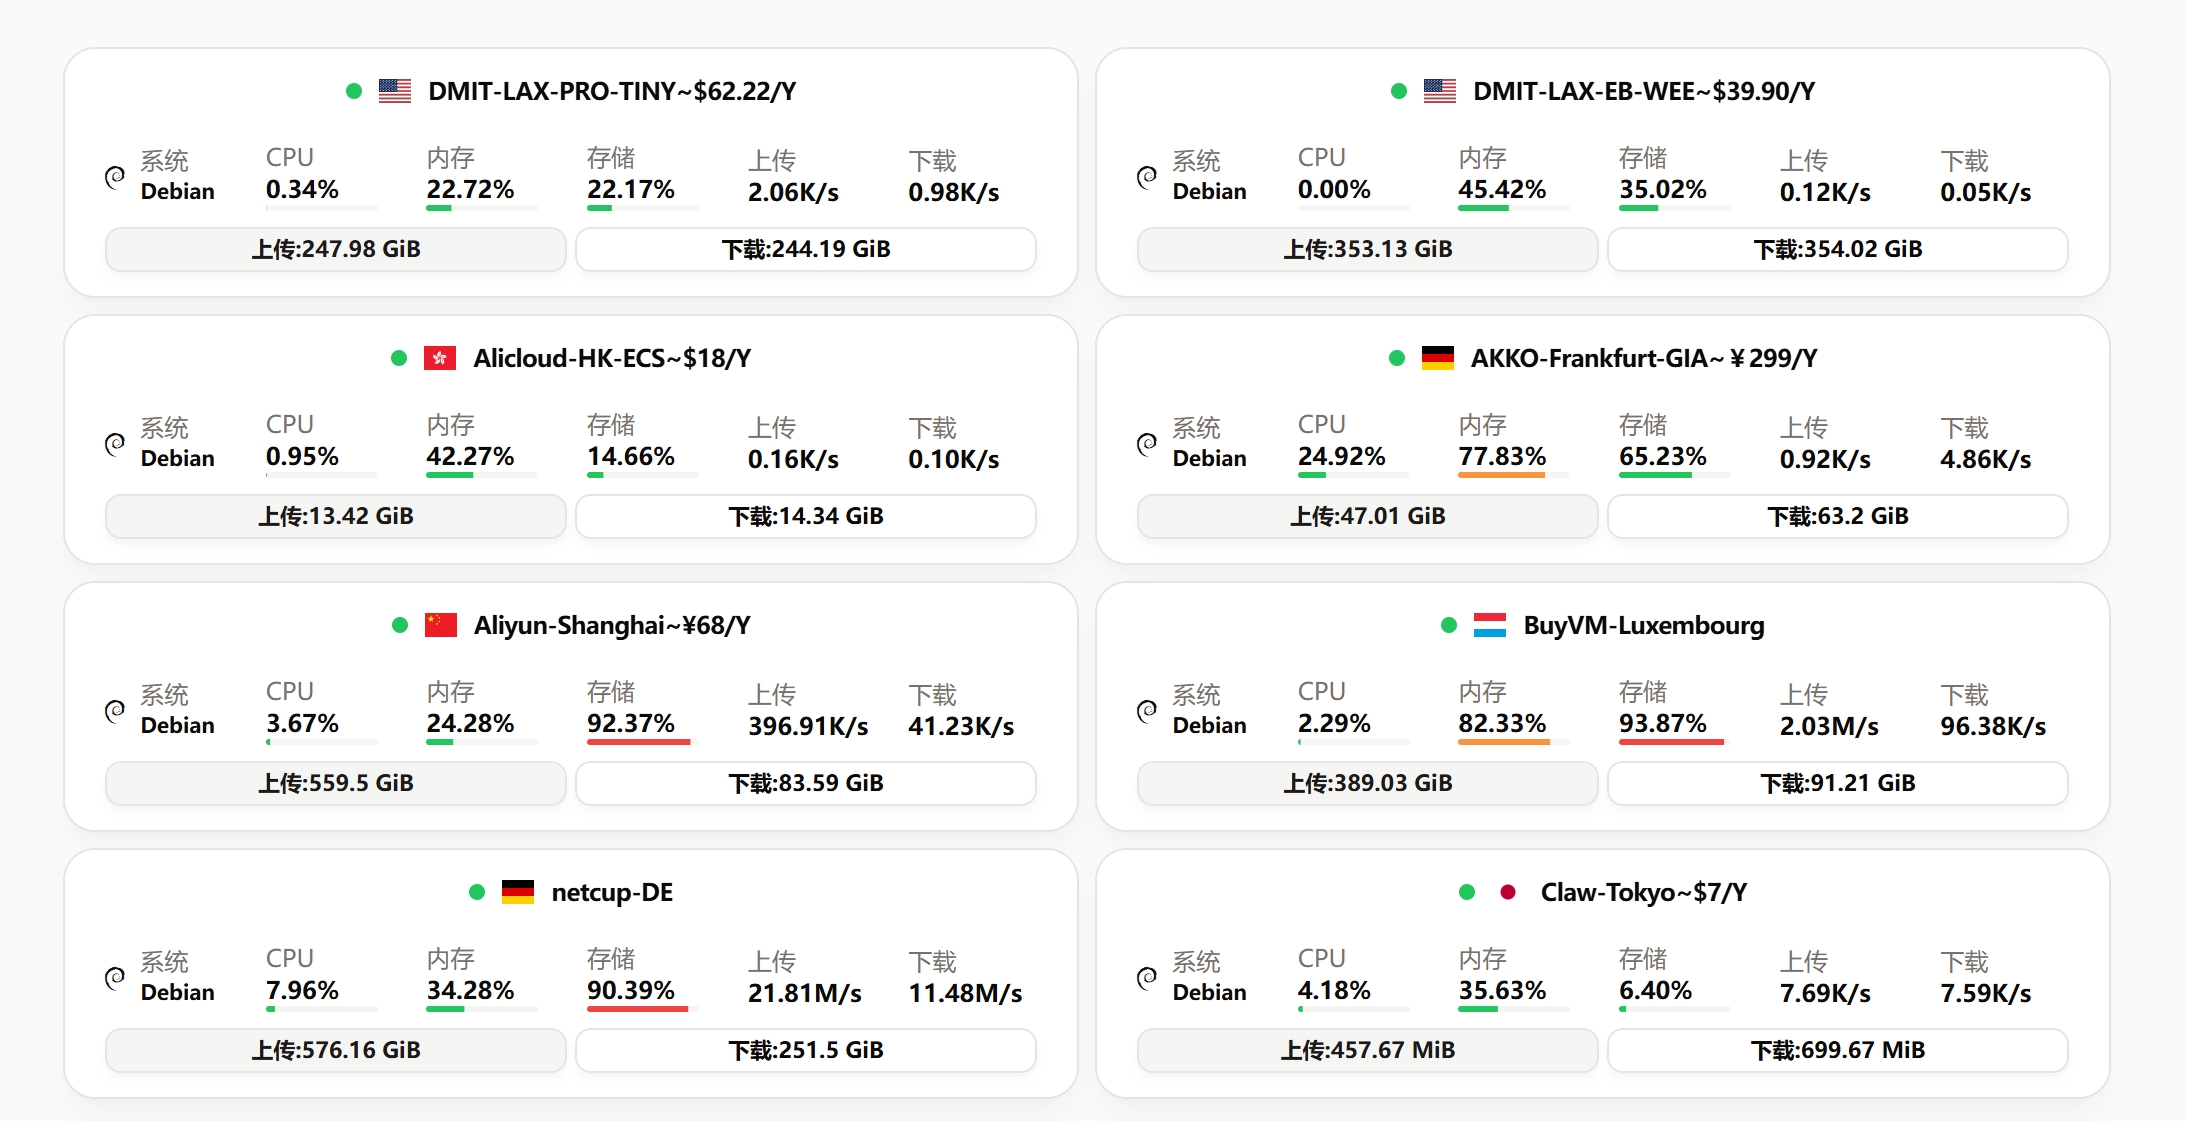 DMIT-LAX-PRO-TINY~$62.22/Y
系统 CPU 内存 存储 上传 下载
Debian 0.34% 22.72% 22.17% 2.06K/s 0.98K/s
上传:247.98 GiB 下载:244.19 GiB
DMIT-LAX-EB-WEE~$39.90/Y
系统 CPU 内存 存储 上传 下载
Debian 0.00% 45.42% 35.02% 0.12K/s 0.05K/s
上传:353.13 GiB 下载:354.02 GiB
Alicloud-HK-ECS~$18/Y
系统 CPU 内存 存储 上传 下载
Debian 0.95% 42.27% 14.66% 0.16K/s 0.10K/s
上传:13.42 GiB 下载:14.34 GiB
AKKO-Frankfurt-GIA~￥299/Y
系统 CPU 内存 存储 上传 下载
Debian 24.92% 77.83% 65.23% 0.92K/s 4.86K/s
上传:47.01 GiB 下载:63.2 GiB
Aliyun-Shanghai~¥68/Y
系统 CPU 内存 存储 上传 下载
Debian 3.67% 24.28% 92.37% 396.91K/s 41.23K/s
上传:559.5 GiB 下载:83.59 GiB
BuyVM-Luxembourg
系统 CPU 内存 存储 上传 下载
Debian 2.29% 82.33% 93.87% 2.03M/s 96.38K/s
上传:389.03 GiB 下载:91.21 GiB
netcup-DE
系统 CPU 内存 存储 上传 下载
Debian 7.96% 34.28% 90.39% 21.81M/s 11.48M/s
上传:576.16 GiB 下载:251.5 GiB
Claw-Tokyo~$7/Y
系统 CPU 内存 存储 上传 下载
Debian 4.18% 35.63% 6.40% 7.69K/s 7.59K/s
上传:457.67 MiB 下载:699.67 MiB